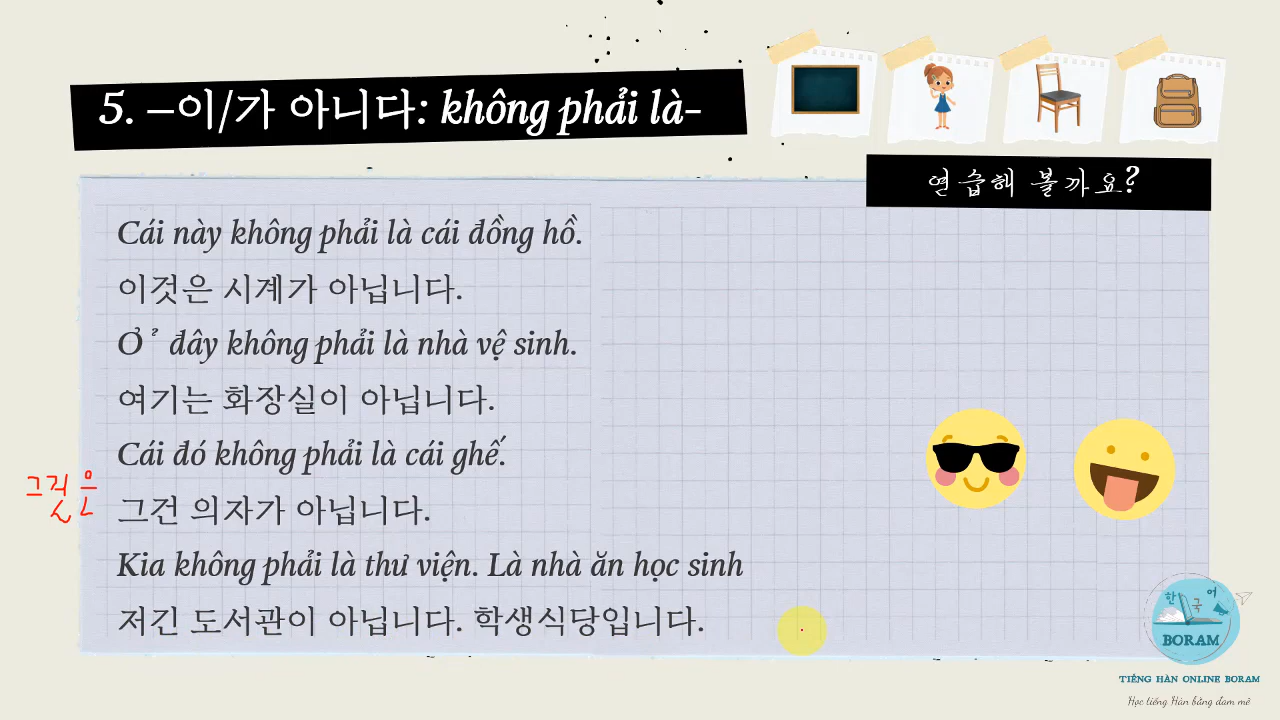 5. –이/가 아니다: không phải là-
연습해 볼까요?
Cái này không phải là cái đồng hồ.
이것은 시계가 아닙니다.
Ở đây không phải là nhà vệ sinh.
여기는 화장실이 아닙니다.
Cái đó không phải là cái ghế.
그것은
그건 의자가 아닙니다.
Kia không phải là thư viện. Là nhà ăn học sinh
저긴 도서관이 아닙니다. 학생식당입니다.
한국어
BORAM
TIẾNG HÀN ONLINE BORAM
Học tiếng Hàn bằng đam mê